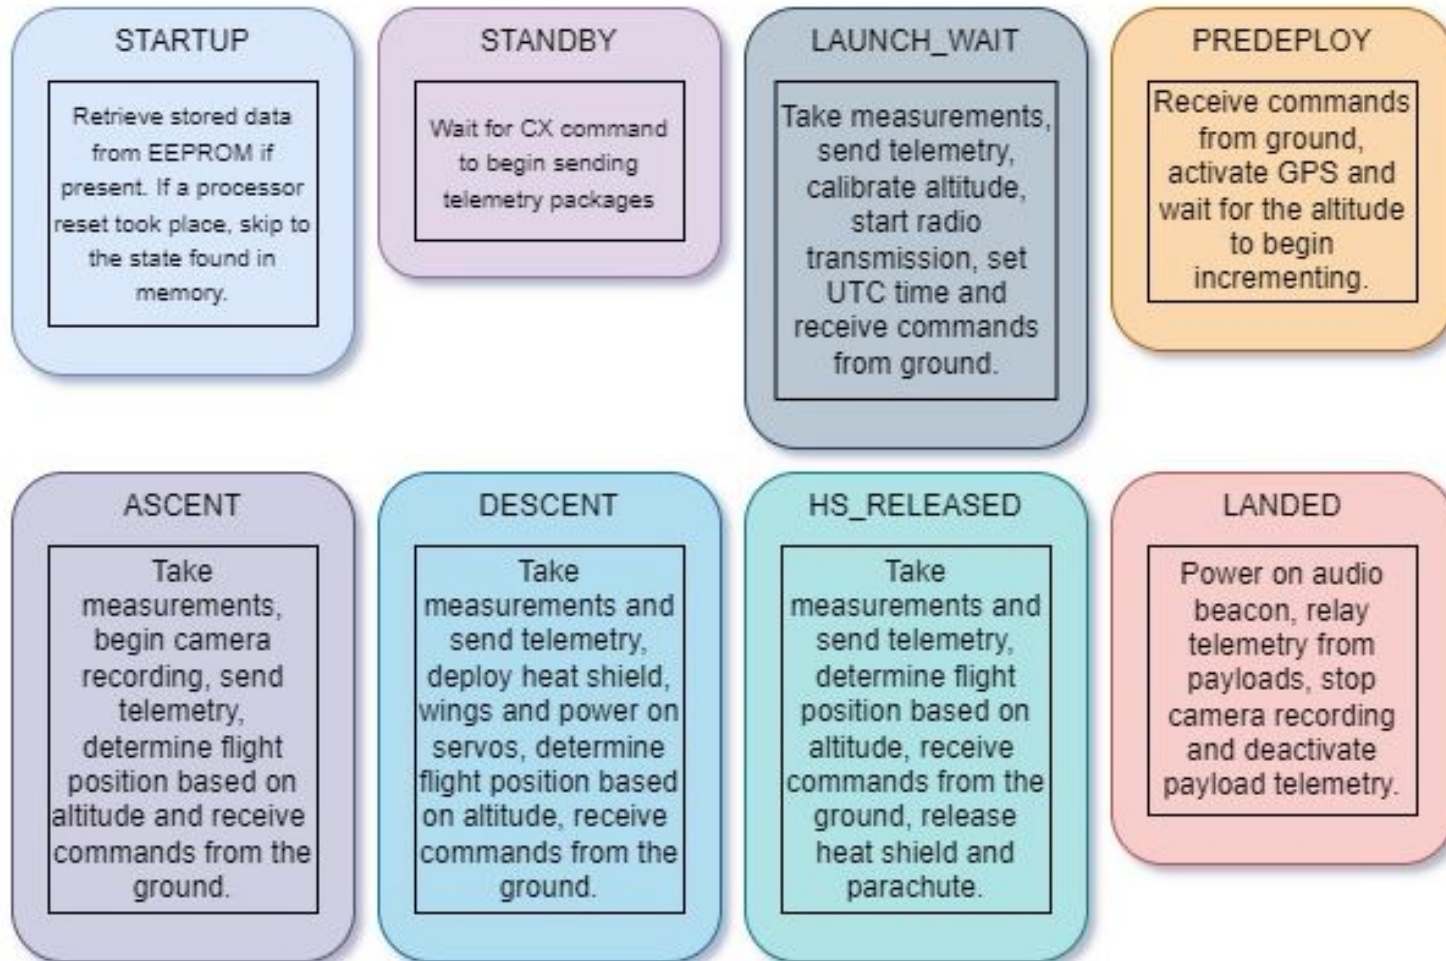 STARTUP
Retrieve stored data
from EEPROM if
present. If a processor
reset took place, skip to
the state found in
memory.
STANDBY
Wait for CX command
to begin sending
telemetry packages
LAUNCH_WAIT
Take measurements,
send telemetry,
calibrate altitude,
start radio
transmission, set
UTC time and
receive commands
from ground.
PREDEPLOY
Receive commands
from ground,
activate GPS and
wait for the altitude
to begin
incrementing.
ASCENT
Take
measurements,
begin camera
recording, send
telemetry,
determine flight
position based on
altitude and receive
commands from the
ground.
DESCENT
Take
measurements and
send telemetry,
deploy heat shield,
wings and power on
servos, determine
flight position based
on altitude, receive
commands from the
ground.
HS_RELEASED
Take
measurements and
send telemetry,
determine flight
position based on
altitude, receive
commands from the
ground, release
heat shield and
parachute.
LANDED
Power on audio
beacon, relay
telemetry from
payloads, stop
camera recording
and deactivate
payload telemetry.